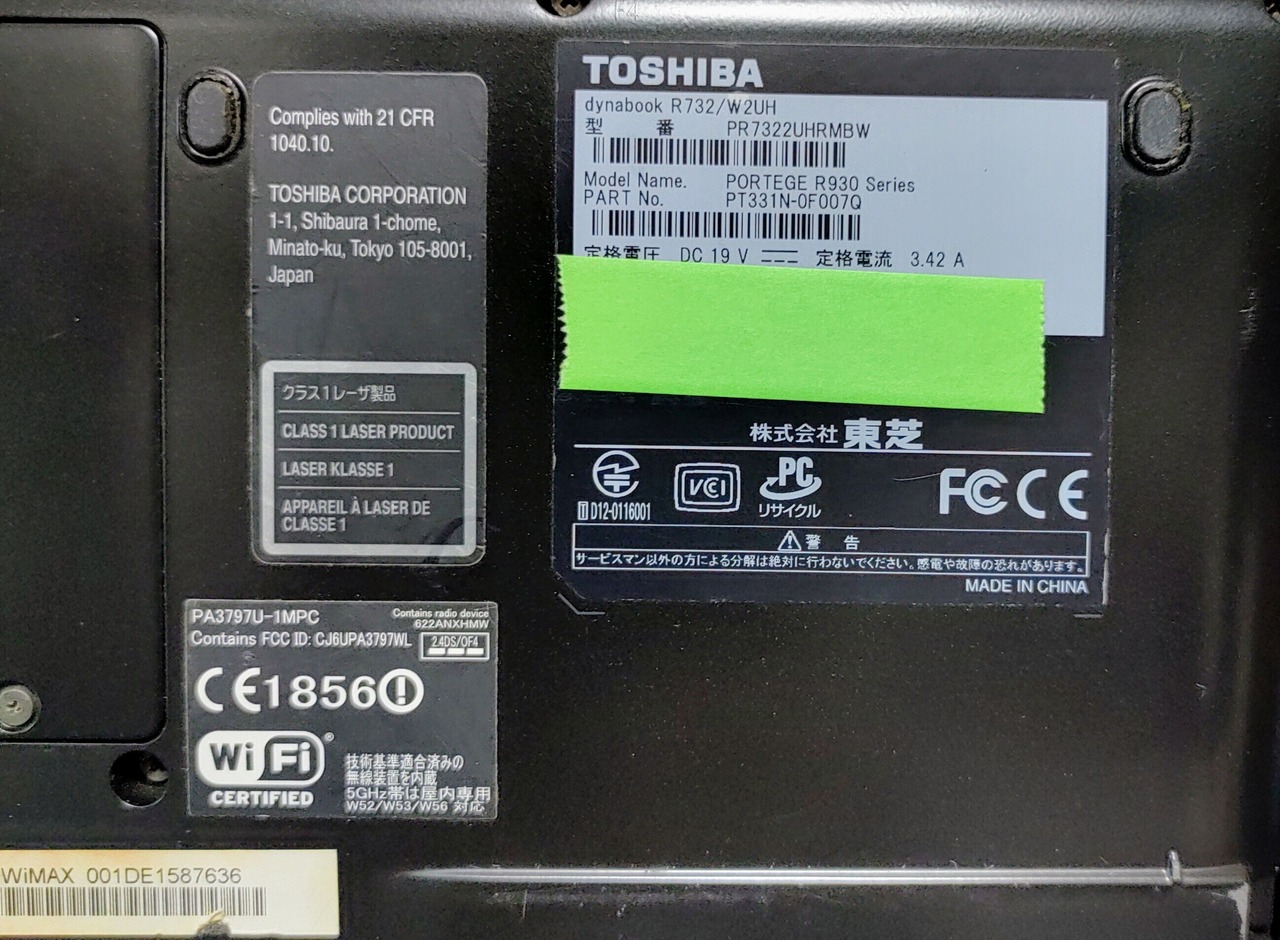 Complies with 21 CFR
1040.10.
TOSHIBA CORPORATION
1-1, Shibaura 1-chome,
Minato-ku, Tokyo 105-8001,
Japan
クラス1レーザ製品
CLASS 1 LASER PRODUCT
LASER KLASSE 1
APPAREIL À LASER DE
CLASSE 1
TOSHIBA
dynabook R732/W2UH
型 番 PR7322UHRMBW
Model Name. PORTEGE R930 Series
PART No. PT331N-0F007Q
定格電圧 DC 19 V 定格電流 3.42 A
株式会社 東芝
T D12-0116001
VCI
PC
リサイクル
FC CE
⚠警 告
サービスマン以外の方による分解は絶対に行わないでください。感電や故障の恐れがあります。
MADE IN CHINA
PA3797U-1MPC
Contains radio device
622ANXHMW
Contains FCC ID: CJ6UPA3797WL
2.4DS/OF4
CE1856!
Wi Fi®
CERTIFIED
技術基準適合済みの
無線装置を内蔵
5GHz帯は屋内専用
W52/W53/W56 対応
WiMAX 001DE1587636